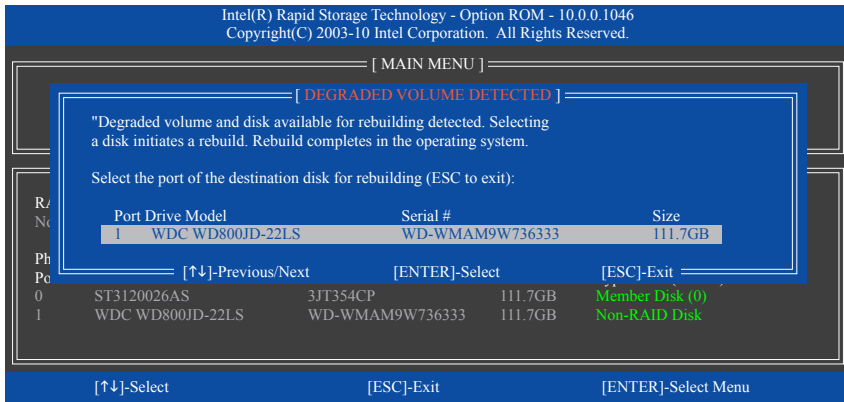 Intel(R) Rapid Storage Technology - Option ROM - 10.0.0.1046
Copyright(C) 2003-10 Intel Corporation. All Rights Reserved.
[ MAIN MENU ]
[ DEGRADED VOLUME DETECTED ]
"Degraded volume and disk available for rebuilding detected. Selecting
a disk initiates a rebuild. Rebuild completes in the operating system.
Select the port of the destination disk for rebuilding (ESC to exit):
Port Drive Model Serial # Size
1 WDC WD800JD-22LS WD-WMAM9W736333 111.7GB
[↑↓]-Previous/Next [ENTER]-Select [ESC]-Exit
0 ST3120026AS 3JT354CP 111.7GB Member Disk (0)
1 WDC WD800JD-22LS WD-WMAM9W736333 111.7GB Non-RAID Disk
[↑↓]-Select [ESC]-Exit [ENTER]-Select Menu